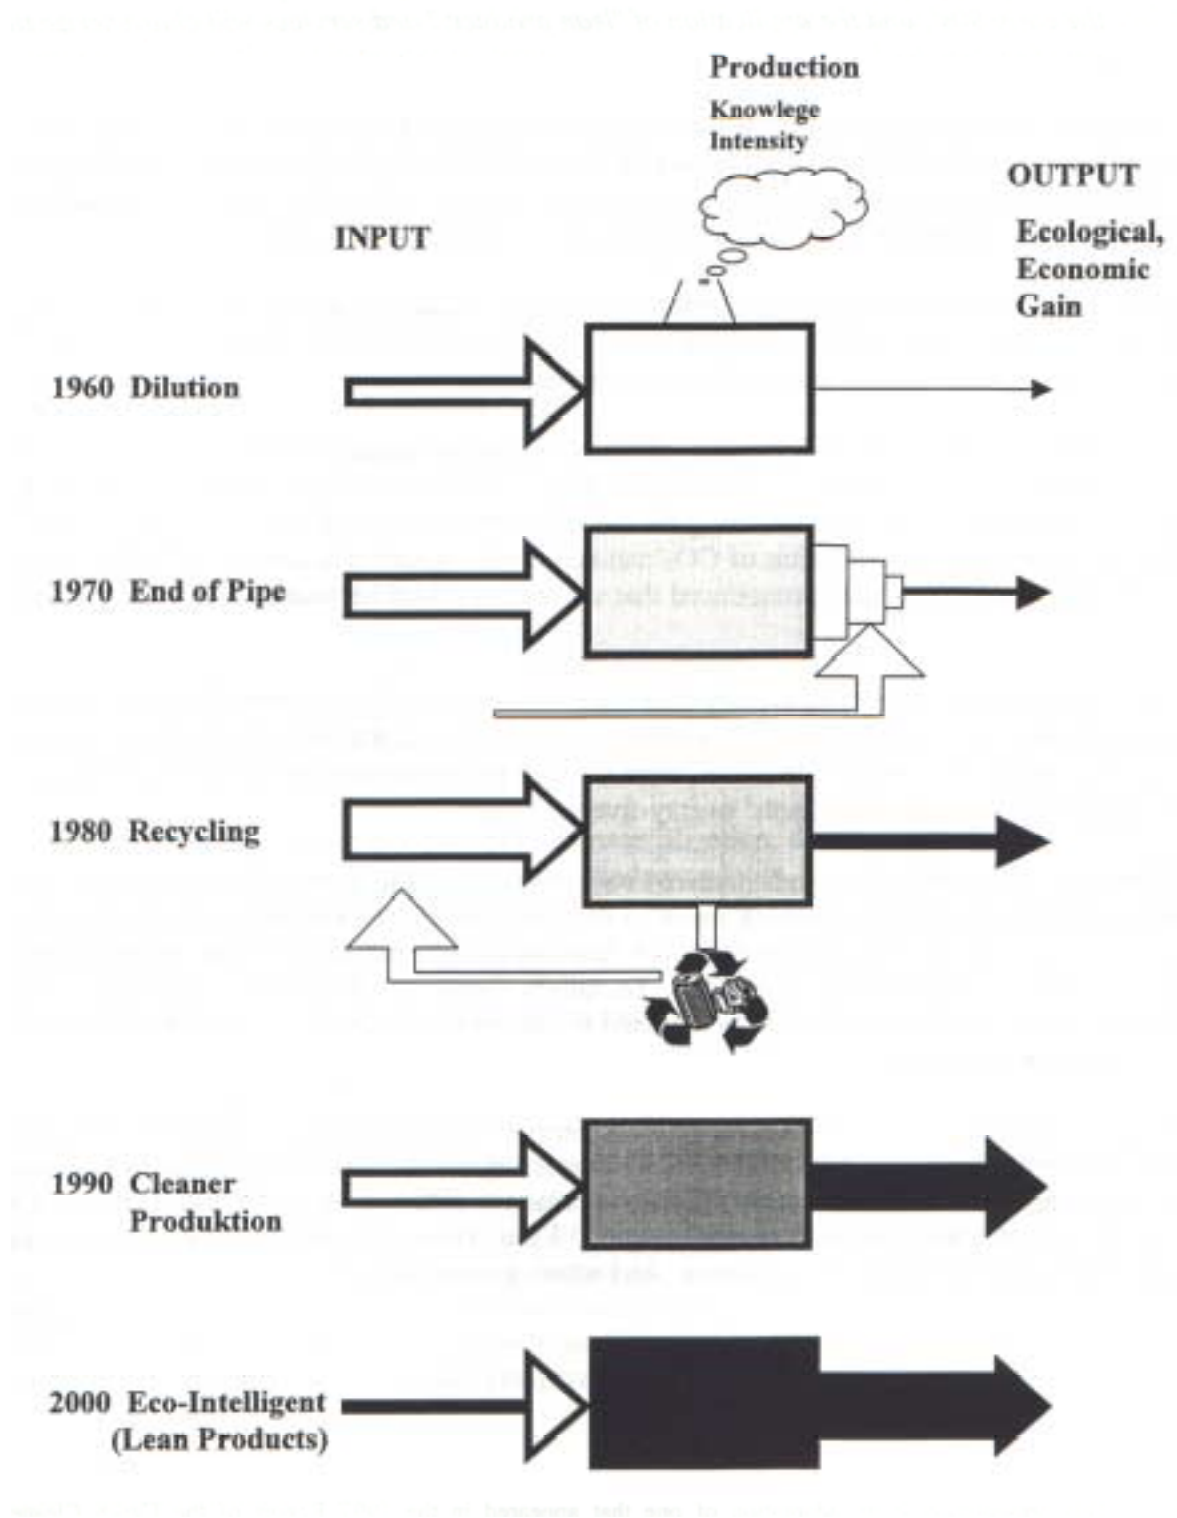 Production
Knowlege
Intensity
OUTPUT
INPUT
Ecological,
Economic
Gain
1960 Dilution
1970 End of Pipe
1980 Recycling
1990 Cleaner
Produktion
2000 Eco-Intelligent
(Lean Products)